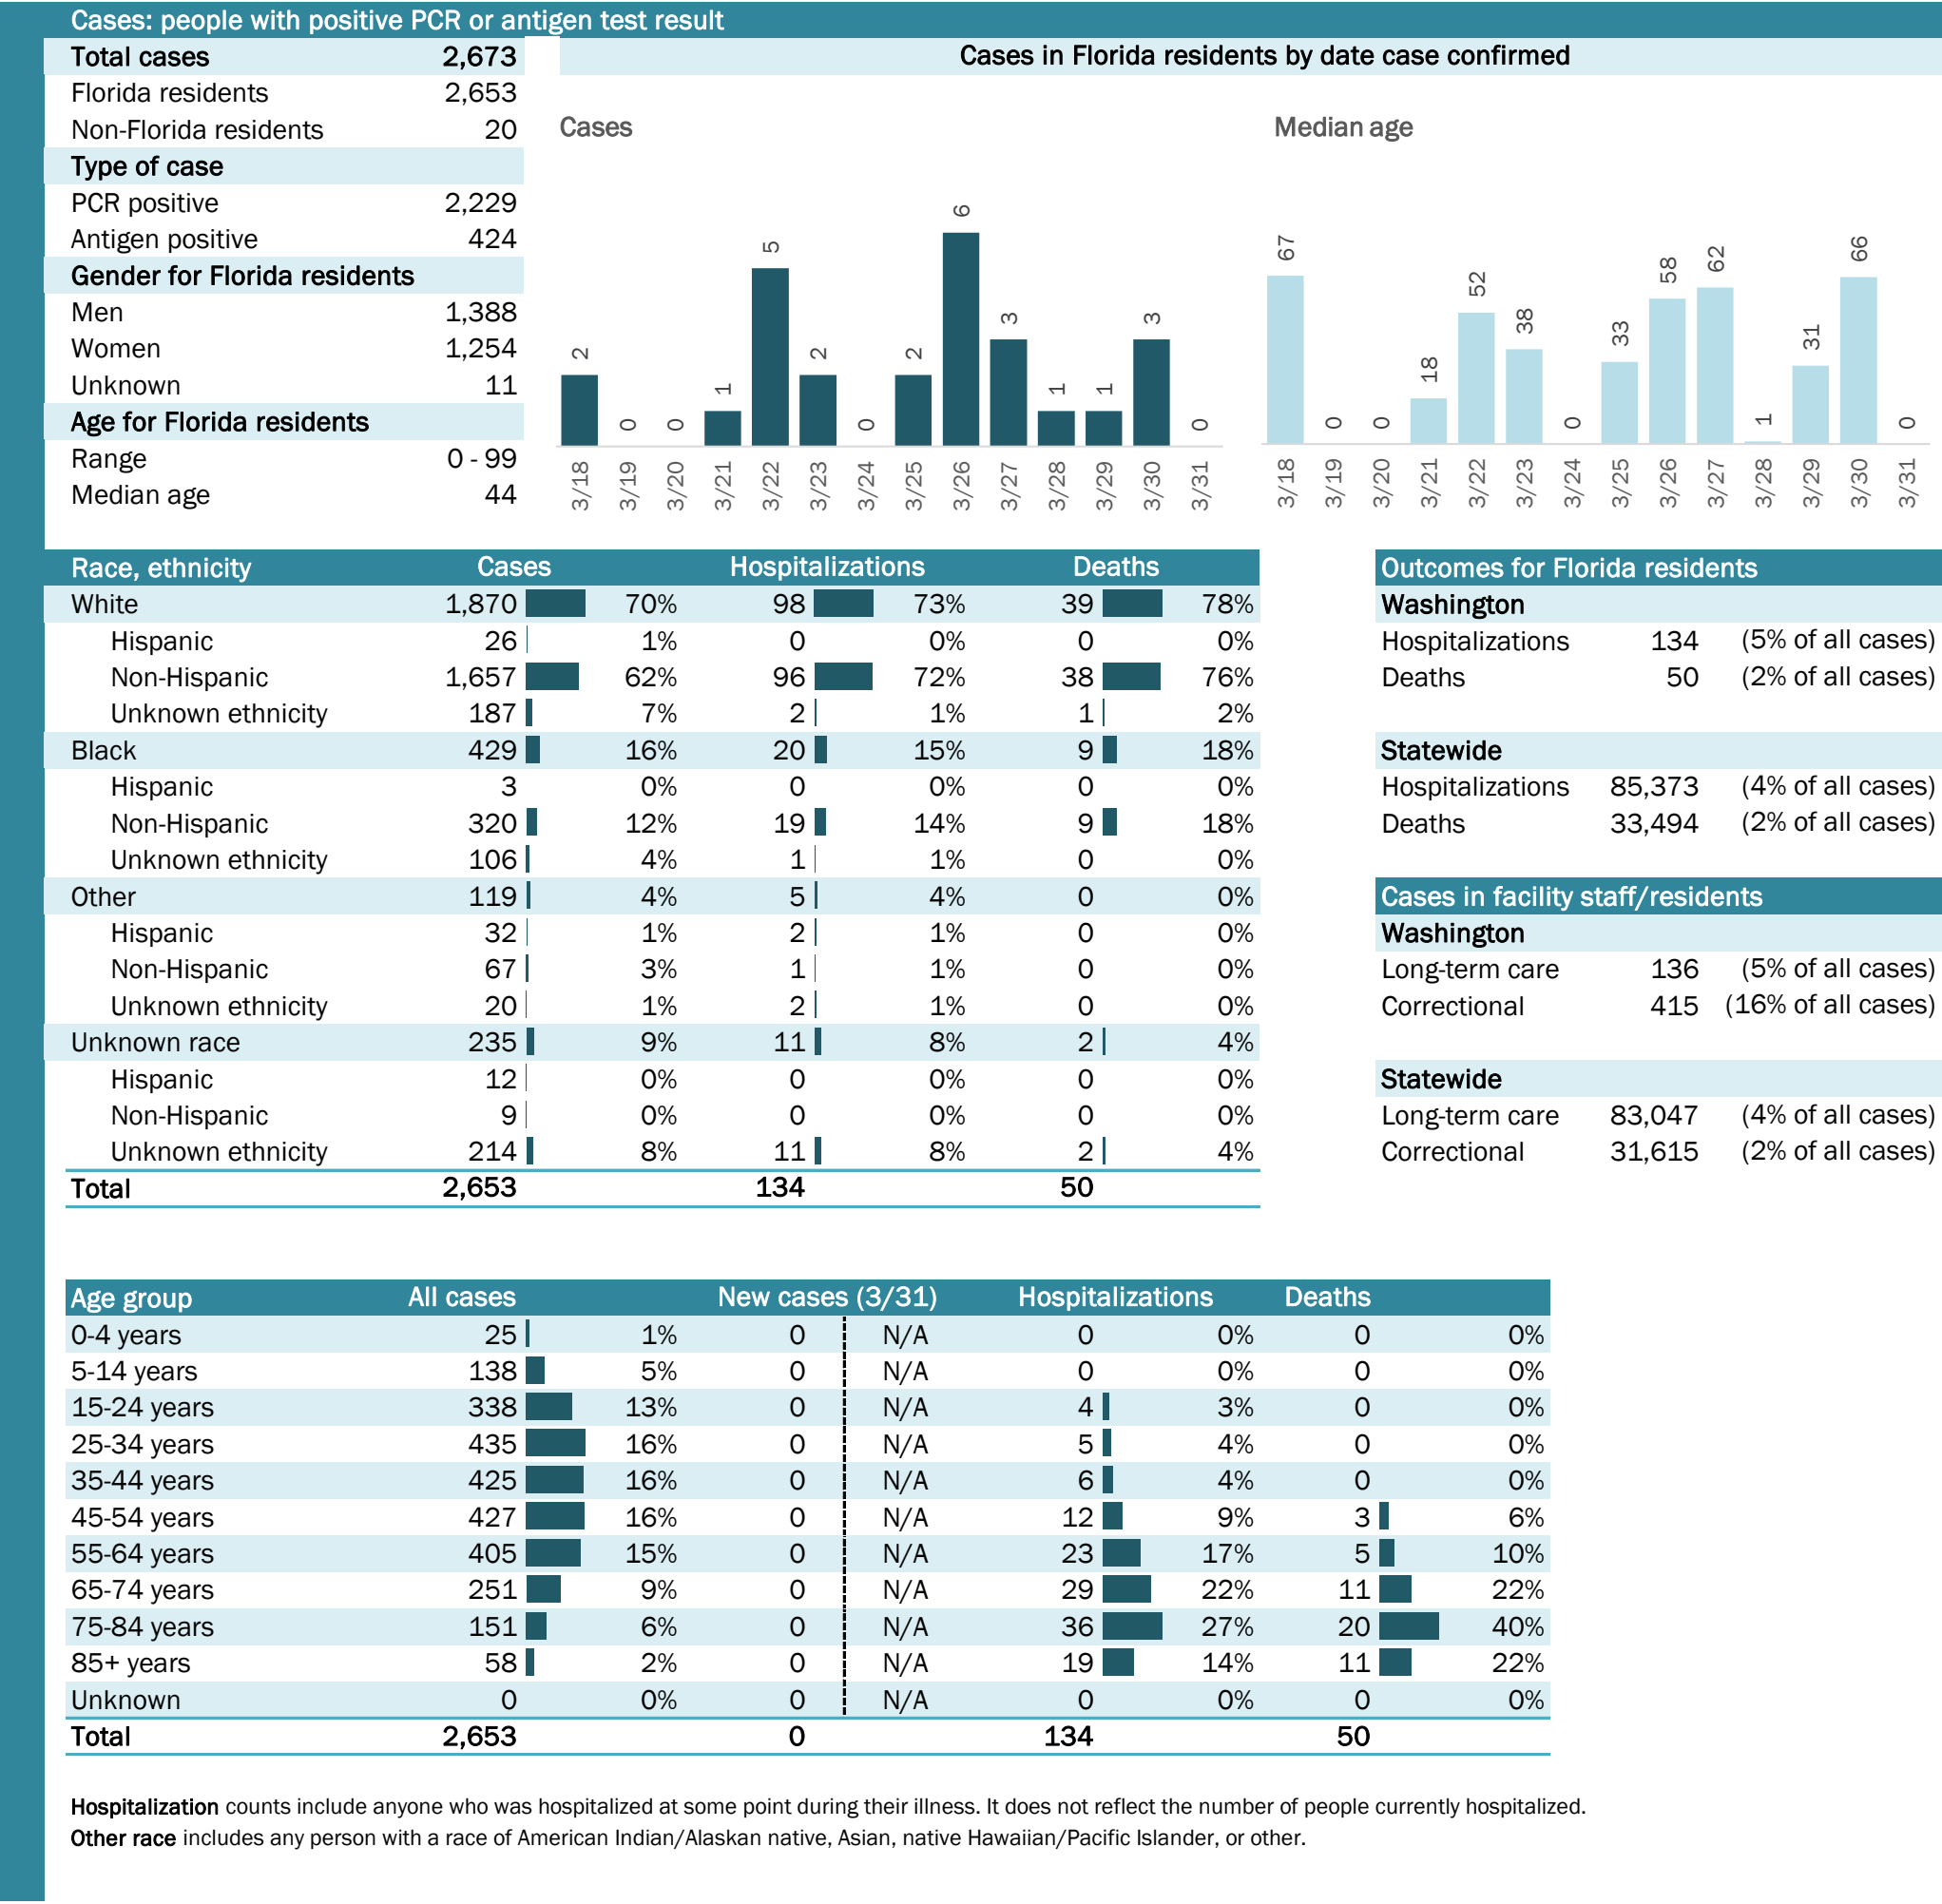 Cases: people with positive PCR or antigen test result
Total cases 2,673
Florida residents 2,653
Non-Florida residents 20
Type of case
PCR positive 2,229
Antigen positive 424
Gender for Florida residents
Men 1,388
Women 1,254
Unknown 11
Age for Florida residents
Range 0 - 99
Median age 44
Cases in Florida residents by date case confirmed
Cases
2 0 0 1 5 2 0 2 6 3 1 1 3 0
3/18 3/19 3/20 3/21 3/22 3/23 3/24 3/25 3/26 3/27 3/28 3/29 3/30 3/31
Median age
67 0 0 18 52 38 0 33 58 62 1 31 66 0
3/18 3/19 3/20 3/21 3/22 3/23 3/24 3/25 3/26 3/27 3/28 3/29 3/30 3/31
Race, ethnicity Cases Hospitalizations Deaths
White 1,870 70% 98 73% 39 78%
Hispanic 26 1% 0 0% 0 0%
Non-Hispanic 1,657 62% 96 72% 38 76%
Unknown ethnicity 187 7% 2 1% 1 2%
Black 429 16% 20 15% 9 18%
Hispanic 3 0% 0 0% 0 0%
Non-Hispanic 320 12% 19 14% 9 18%
Unknown ethnicity 106 4% 1 1% 0 0%
Other 119 4% 5 4% 0 0%
Hispanic 32 1% 2 1% 0 0%
Non-Hispanic 67 3% 1 1% 0 0%
Unknown ethnicity 20 1% 2 1% 0 0%
Unknown race 235 9% 11 8% 2 4%
Hispanic 12 0% 0 0% 0 0%
Non-Hispanic 9 0% 0 0% 0 0%
Unknown ethnicity 214 8% 11 8% 2 4%
Total 2,653 134 50
Outcomes for Florida residents
Washington
Hospitalizations 134 (5% of all cases)
Deaths 50 (2% of all cases)
Statewide
Hospitalizations 85,373 (4% of all cases)
Deaths 33,494 (2% of all cases)
Cases in facility staff/residents
Washington
Long-term care 136 (5% of all cases)
Correctional 415 (16% of all cases)
Statewide
Long-term care 83,047 (4% of all cases)
Correctional 31,615 (2% of all cases)
Age group All cases New cases (3/31) Hospitalizations Deaths
0-4 years 25 1% 0 N/A 0 0% 0 0%
5-14 years 138 5% 0 N/A 0 0% 0 0%
15-24 years 338 13% 0 N/A 4 3% 0 0%
25-34 years 435 16% 0 N/A 5 4% 0 0%
35-44 years 425 16% 0 N/A 6 4% 0 0%
45-54 years 427 16% 0 N/A 12 9% 3 6%
55-64 years 405 15% 0 N/A 23 17% 5 10%
65-74 years 251 9% 0 N/A 29 22% 11 22%
75-84 years 151 6% 0 N/A 36 27% 20 40%
85+ years 58 2% 0 N/A 19 14% 11 22%
Unknown 0 0% 0 N/A 0 0% 0 0%
Total 2,653 0 134 50
Hospitalization counts include anyone who was hospitalized at some point during their illness. It does not reflect the number of people currently hospitalized.
Other race includes any person with a race of American Indian/Alaskan native, Asian, native Hawaiian/Pacific Islander, or other.